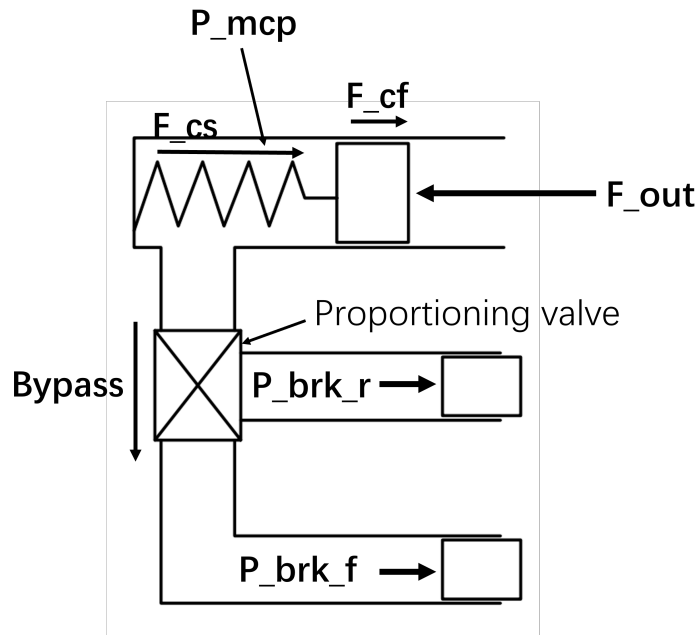 P_mcp
F_cf
F_cs
F_out
Proportioning valve
Bypass
P_brk_r
P_brk_f